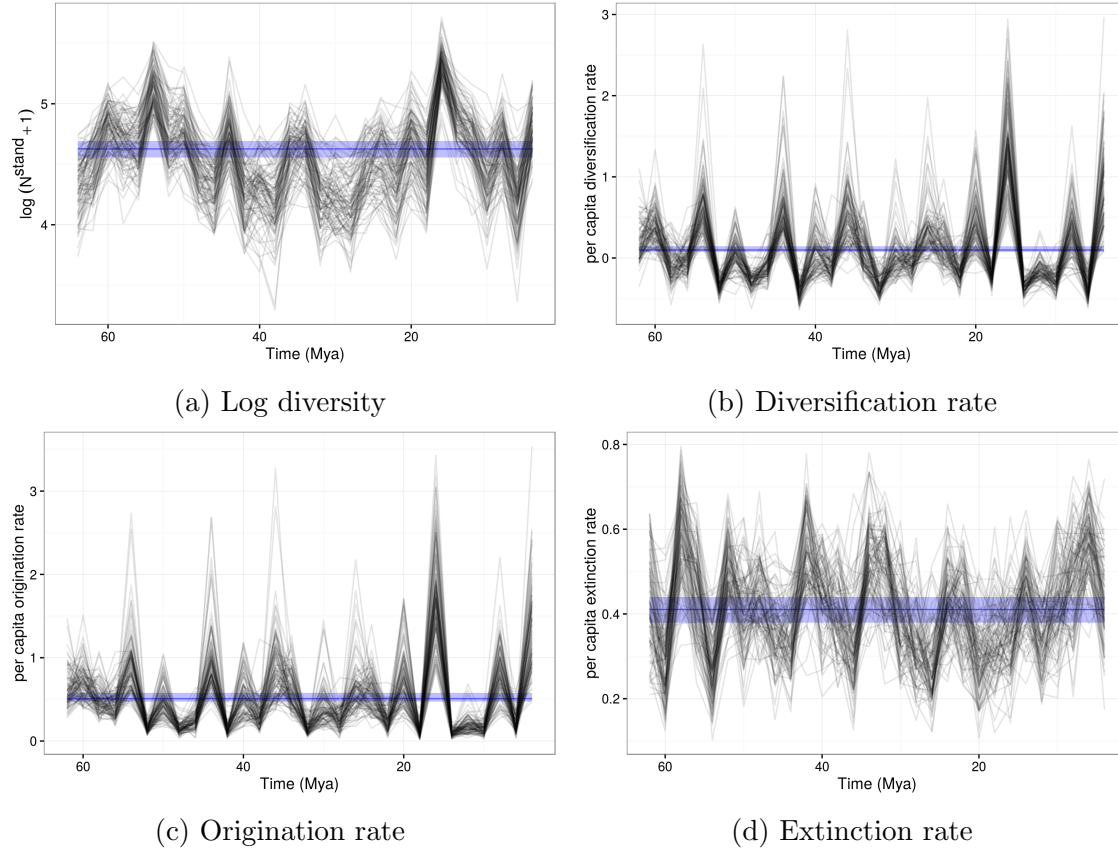 log (N^stand + 1)
5
4
60
40
20
Time (Mya)
(a) Log diversity
per capita diversification rate
3
2
1
0
60
40
20
Time (Mya)
(b) Diversification rate
per capita origination rate
3
2
1
0
60
40
20
Time (Mya)
(c) Origination rate
per capita extinction rate
0.8
0.6
0.4
0.2
60
40
20
Time (Mya)
(d) Extinction rate